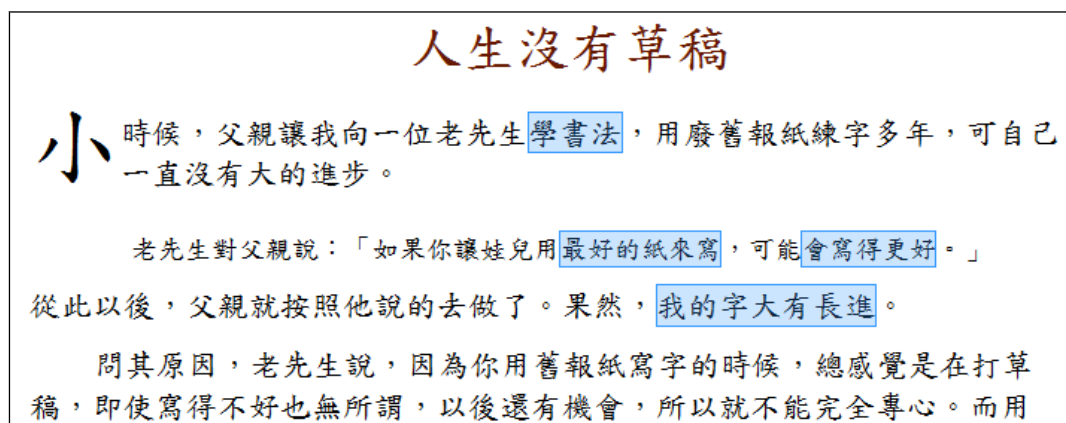 人生沒有草稿
小時候，父親讓我向一位老先生學書法，用廢舊報紙練字多年，可自己
一直沒有大的進步。
老先生對父親說：「如果你讓娃兒用最好的紙來寫，可能會寫得更好。」
從此以後，父親就按照他說的去做了。果然，我的字大有長進。
問其原因，老先生說，因為你用舊報紙寫字的時候，總感覺是在打草
稿，即使寫得不好也無所謂，以後還有機會，所以就不能完全專心。而用